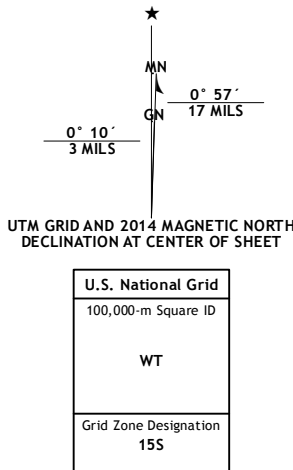 ★
MN
0° 57´
17 MILS
GN
0° 10´
3 MILS
UTM GRID AND 2014 MAGNETIC NORTH
DECLINATION AT CENTER OF SHEET
U.S. National Grid
100,000-m Square ID
WT
Grid Zone Designation
15S